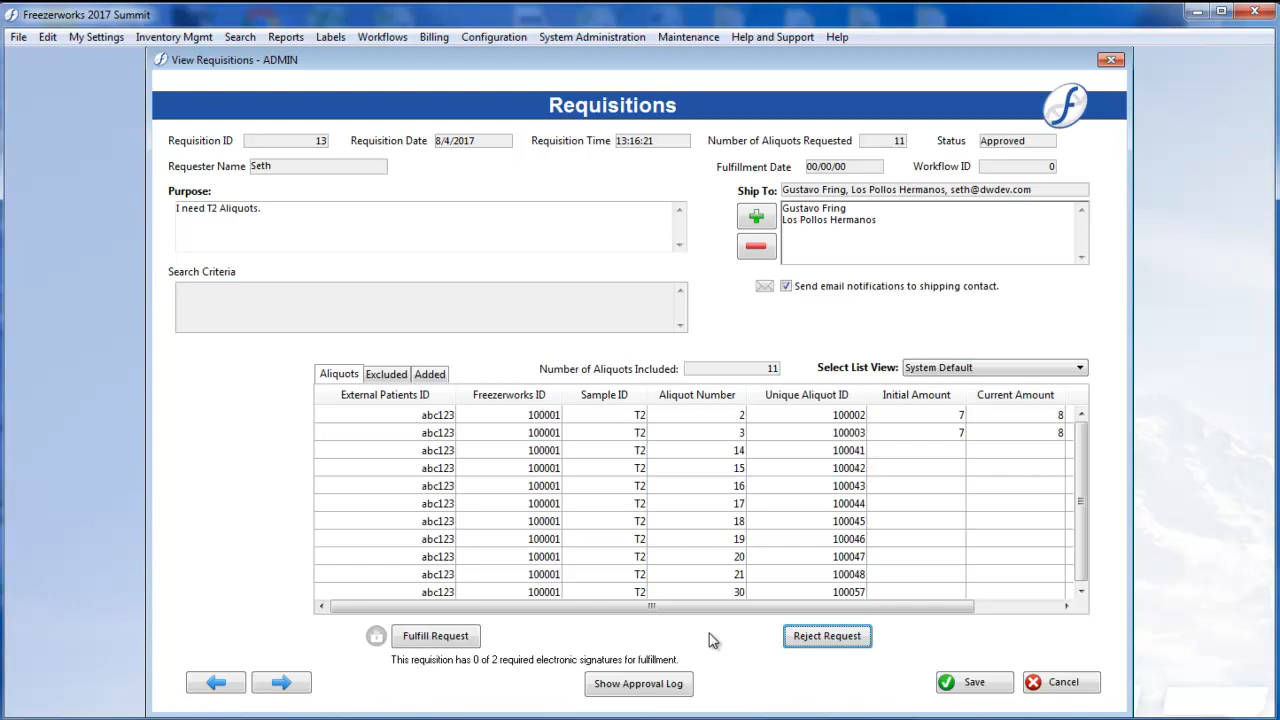 Freezerworks 2017 Summit
File Edit My Settings Inventory Mgmt Search Reports Labels Workflows Billing Configuration System Administration Maintenance Help and Support Help
View Requisitions - ADMIN
Requisitions
Requisition ID 13 Requisition Date 8/4/2017 Requisition Time 13:16:21 Number of Aliquots Requested 11 Status Approved
Requester Name Seth Fulfillment Date 00/00/00 Workflow ID 0
Purpose: Ship To: Gustavo Fring, Los Pollos Hermanos, seth@dwdev.com
I need T2 Aliquots. Gustavo Fring
Los Pollos Hermanos
Search Criteria
Send email notifications to shipping contact.
Aliquots Excluded Added Number of Aliquots Included: 11 Select List View: System Default
External Patients ID Freezerworks ID Sample ID Aliquot Number Unique Aliquot ID Initial Amount Current Amount
abc123 100001 T2 2 100002 7 8
abc123 100001 T2 3 100003 7 8
abc123 100001 T2 14 100041
abc123 100001 T2 15 100042
abc123 100001 T2 16 100043
abc123 100001 T2 17 100044
abc123 100001 T2 18 100045
abc123 100001 T2 19 100046
abc123 100001 T2 20 100047
abc123 100001 T2 21 100048
abc123 100001 T2 30 100057
Fulfill Request Reject Request
This requisition has 0 of 2 required electronic signatures for fulfillment.
Show Approval Log Save Cancel